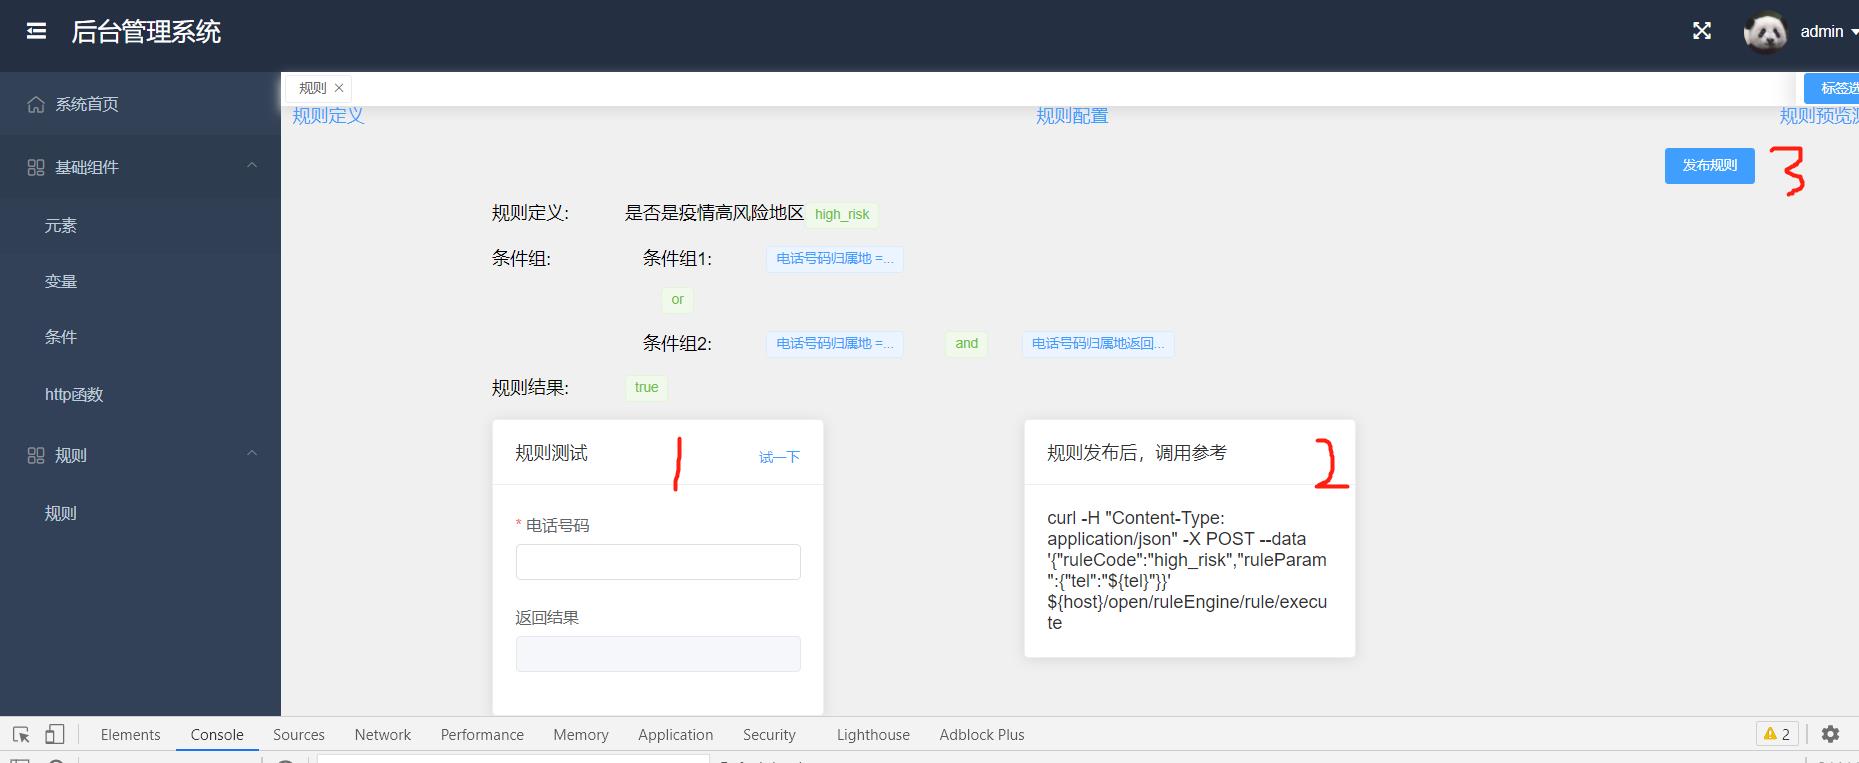 后台管理系统
admin
系统首页
基础组件
元素
变量
条件
http函数
规则
规则
规则
标签选
规则定义
规则配置
规则预览测
发布规则
3
规则定义:
是否是疫情高风险地区
high_risk
条件组:
条件组1:
电话号码归属地 =...
or
条件组2:
电话号码归属地 =...
and
电话号码归属地返回...
规则结果:
true
规则测试
1
试一下
* 电话号码
返回结果
规则发布后，调用参考
2
curl -H "Content-Type:
application/json" -X POST --data
'{"ruleCode":"high_risk","ruleParam
":{"tel":"${tel}"}}'
${host}/open/ruleEngine/rule/execu
te
Elements
Console
Sources
Network
Performance
Memory
Application
Security
Lighthouse
Adblock Plus
2